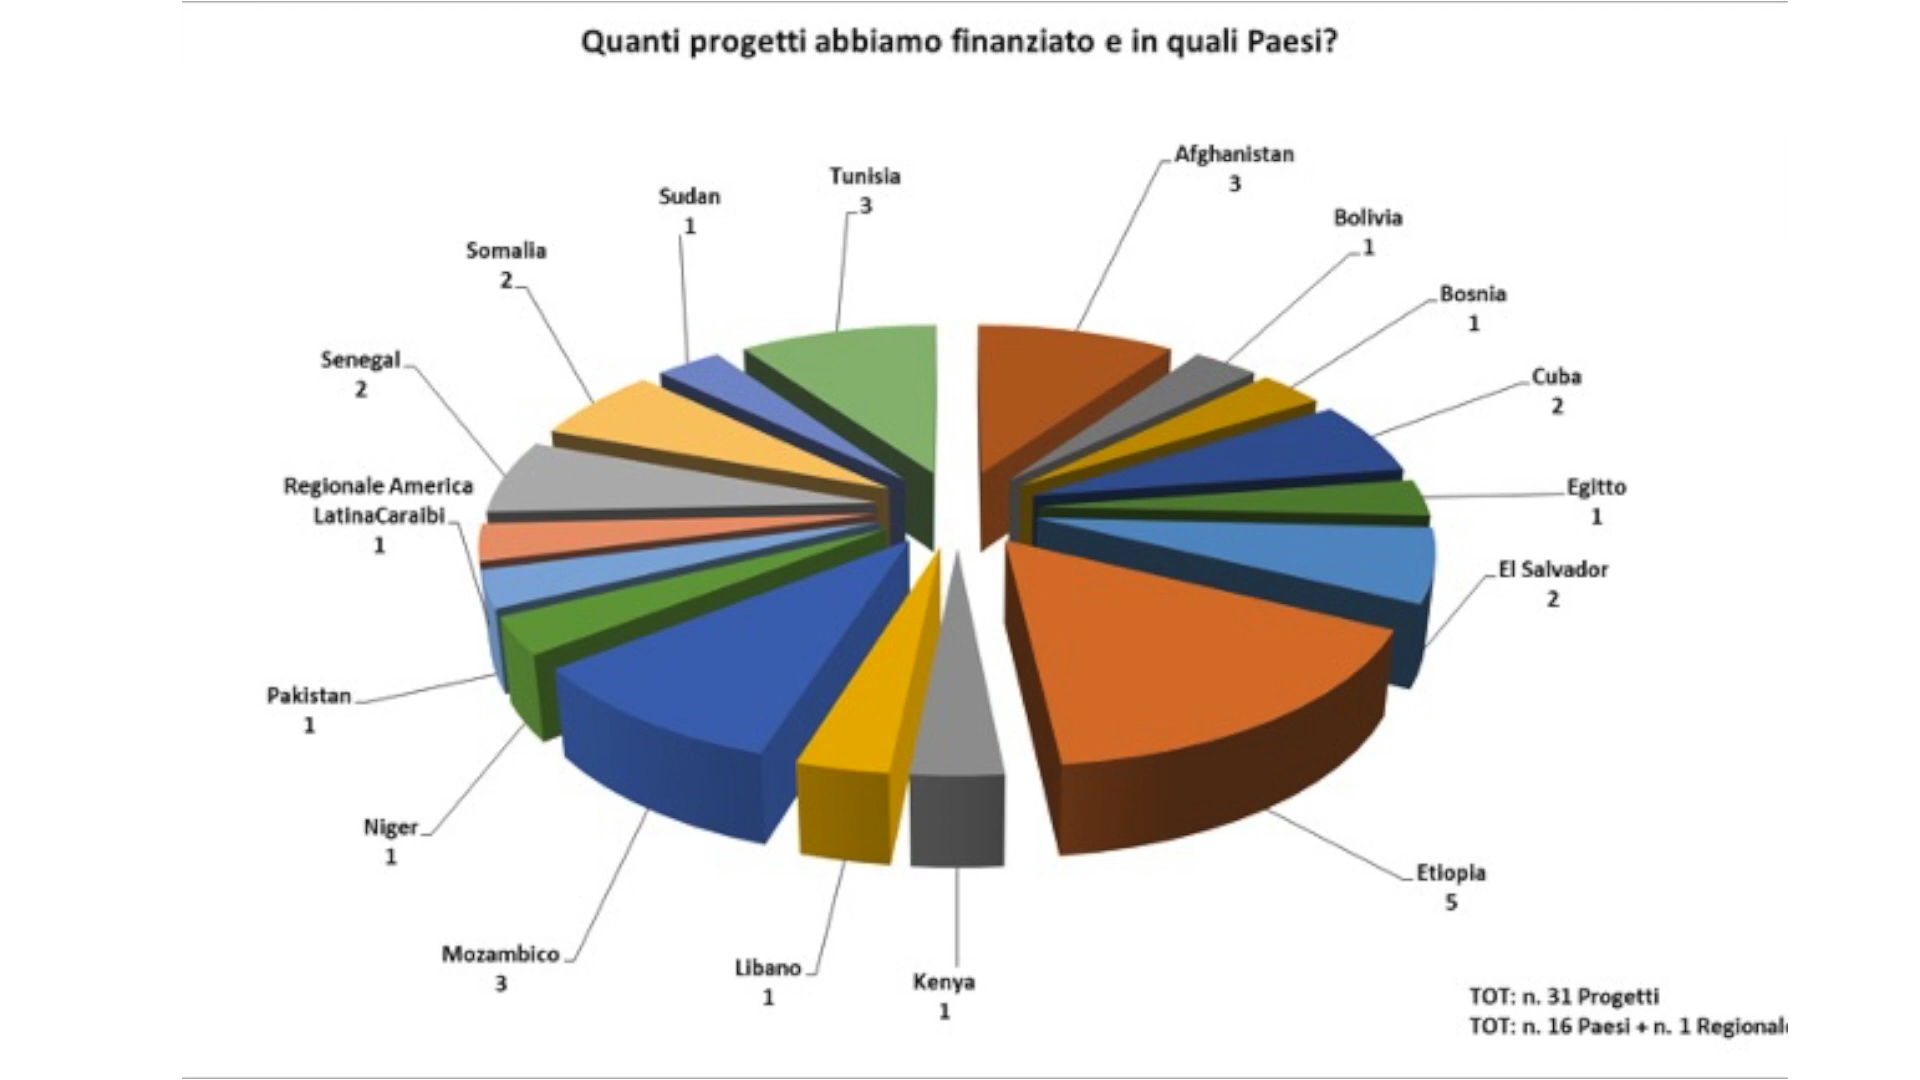 Quanti progetti abbiamo finanziato e in quali Paesi?
Afghanistan
3
Bolivia
1
Bosnia
1
Cuba
2
Egitto
1
El Salvador
2
Etiopia
5
Kenya
1
Libano
1
Mozambico
3
Niger
1
Pakistan
1
Regionale America
LatinaCaraibi
1
Senegal
2
Somalia
2
Sudan
1
Tunisia
3
TOT: n. 31 Progetti
TOT: n. 16 Paesi + n. 1 Regionale